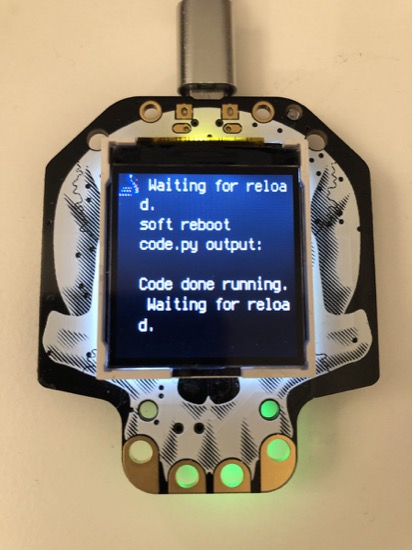 Waiting for reloa
d.
soft reboot
code.py output:
Code done running.
Waiting for reloa
d.